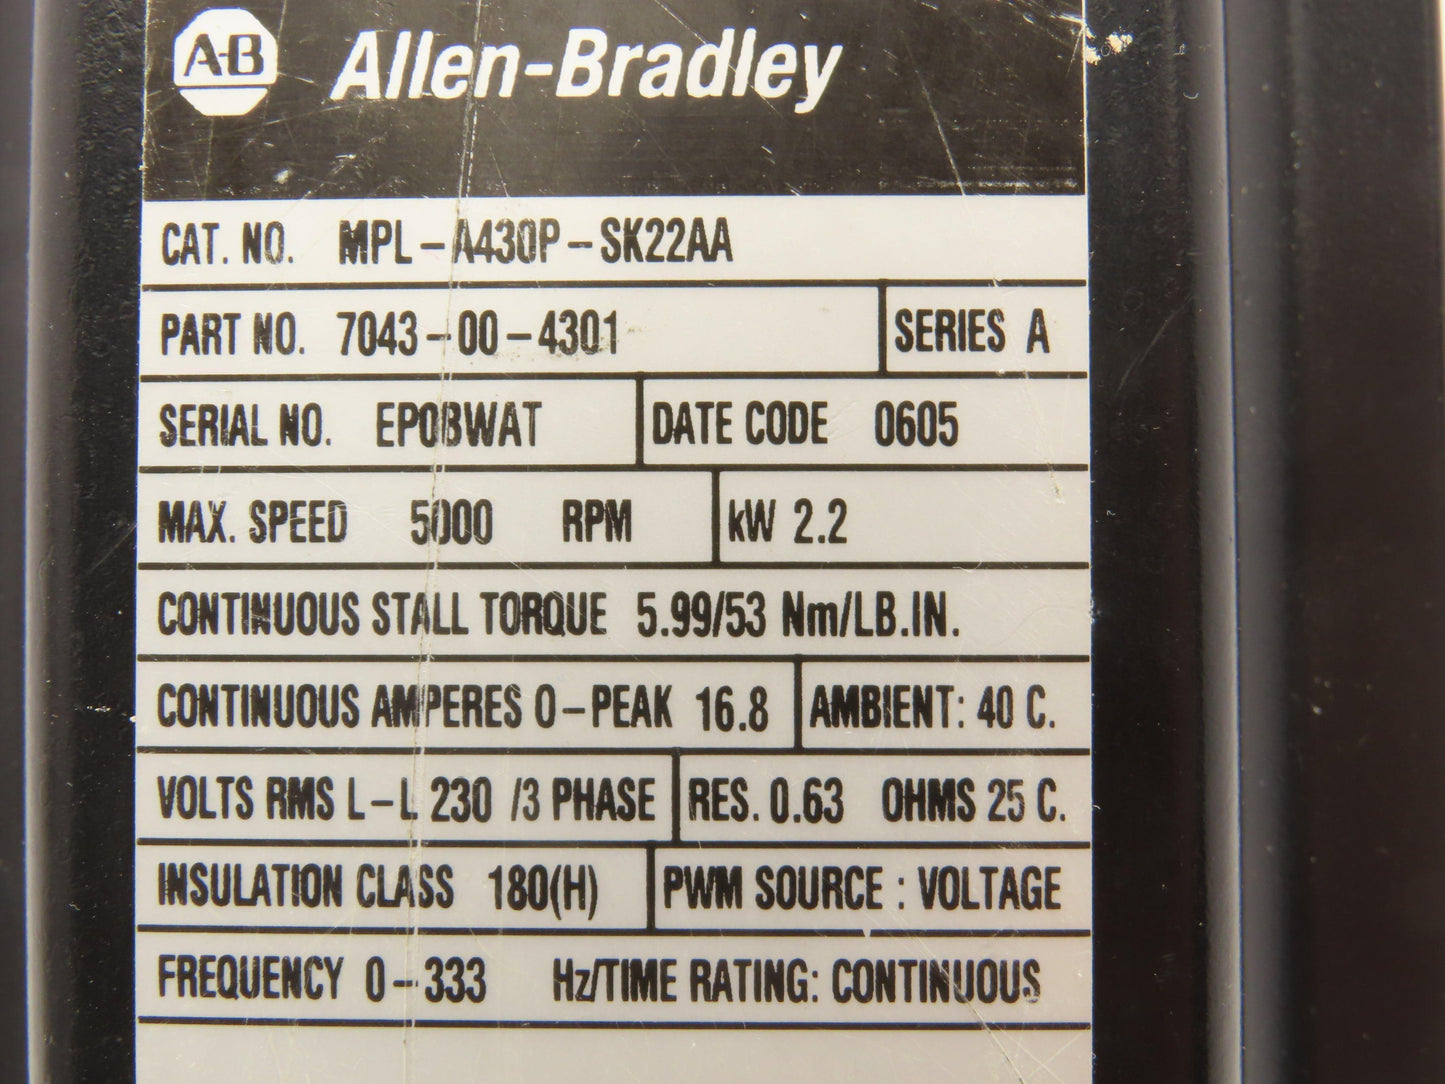 A-B Allen-Bradley
CAT. NO. MPL-A430P-SK22AA
PART NO. 7043-00-4301 SERIES A
SERIAL NO. EP0BWAT DATE CODE 0605
MAX. SPEED 5000 RPM kW 2.2
CONTINUOUS STALL TORQUE 5.99/53 Nm/LB.IN.
CONTINUOUS AMPERES 0-PEAK 16.8 AMBIENT: 40 C.
VOLTS RMS L-L 230 /3 PHASE RES. 0.63 OHMS 25 C.
INSULATION CLASS 180(H) PWM SOURCE : VOLTAGE
FREQUENCY 0-333 Hz/TIME RATING: CONTINUOUS